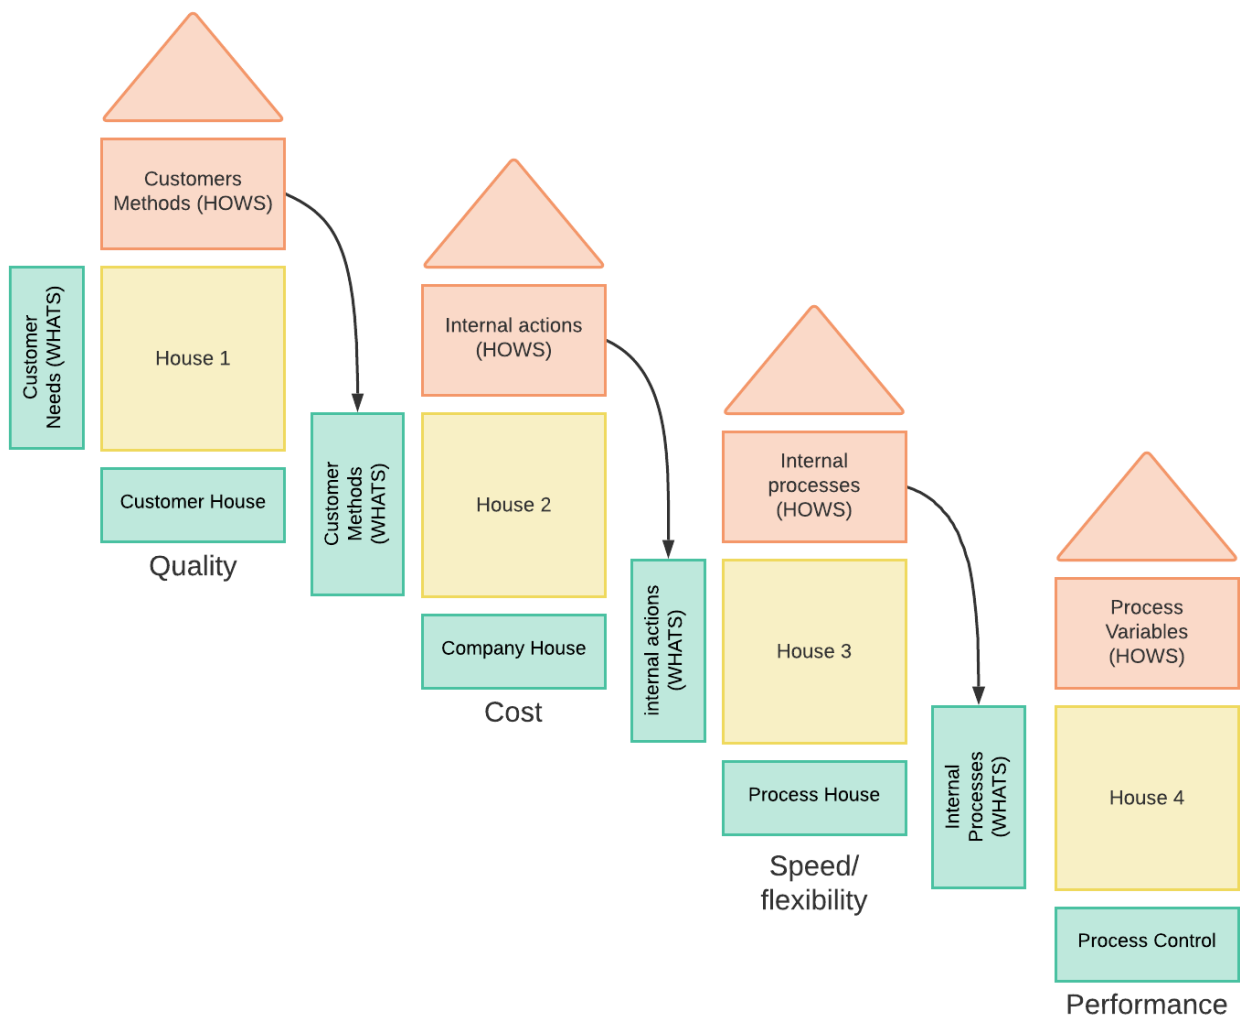 Customers
Methods (HOWS)
Customer
Needs (WHATS)
House 1
Customer House
Quality
Internal actions
(HOWS)
Customer
Methods
(WHATS)
House 2
Company House
Cost
Internal
processes
(HOWS)
internal actions
(WHATS)
House 3
Process House
Speed/
flexibility
Process
Variables
(HOWS)
Internal
Processes
(WHATS)
House 4
Process Control
Performance